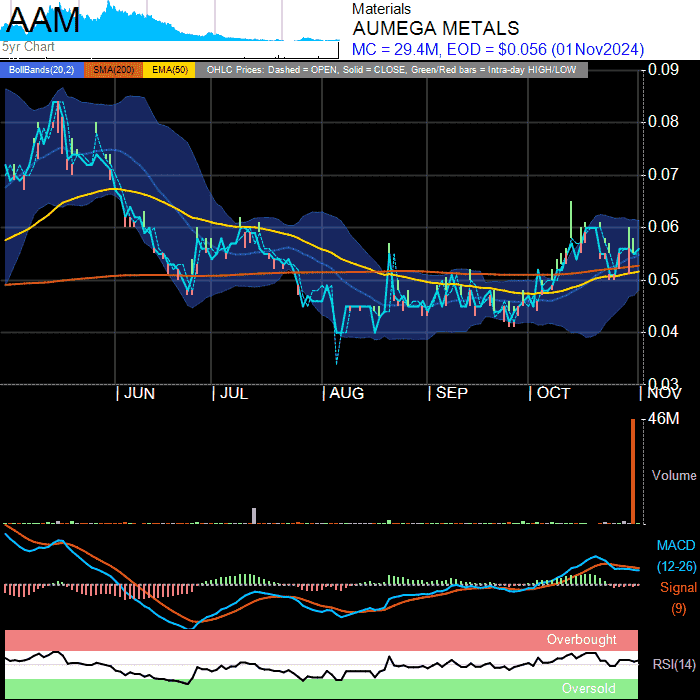 AAM
5yr Chart
Materials
AUMEGA METALS
MC = 29.4M, EOD = $0.056 (01Nov2024)
BollBands(20,2) SMA(200) EMA(50) OHLC Prices: Dashed = OPEN, Solid = CLOSE, Green/Red bars = Intra-day HIGH/LOW
0.09
0.08
0.07
0.06
0.05
0.04
0.03
JUN JUL AUG SEP OCT NOV
46M
Volume
MACD
(12-26)
Signal
(9)
Overbought
RSI(14)
Oversold